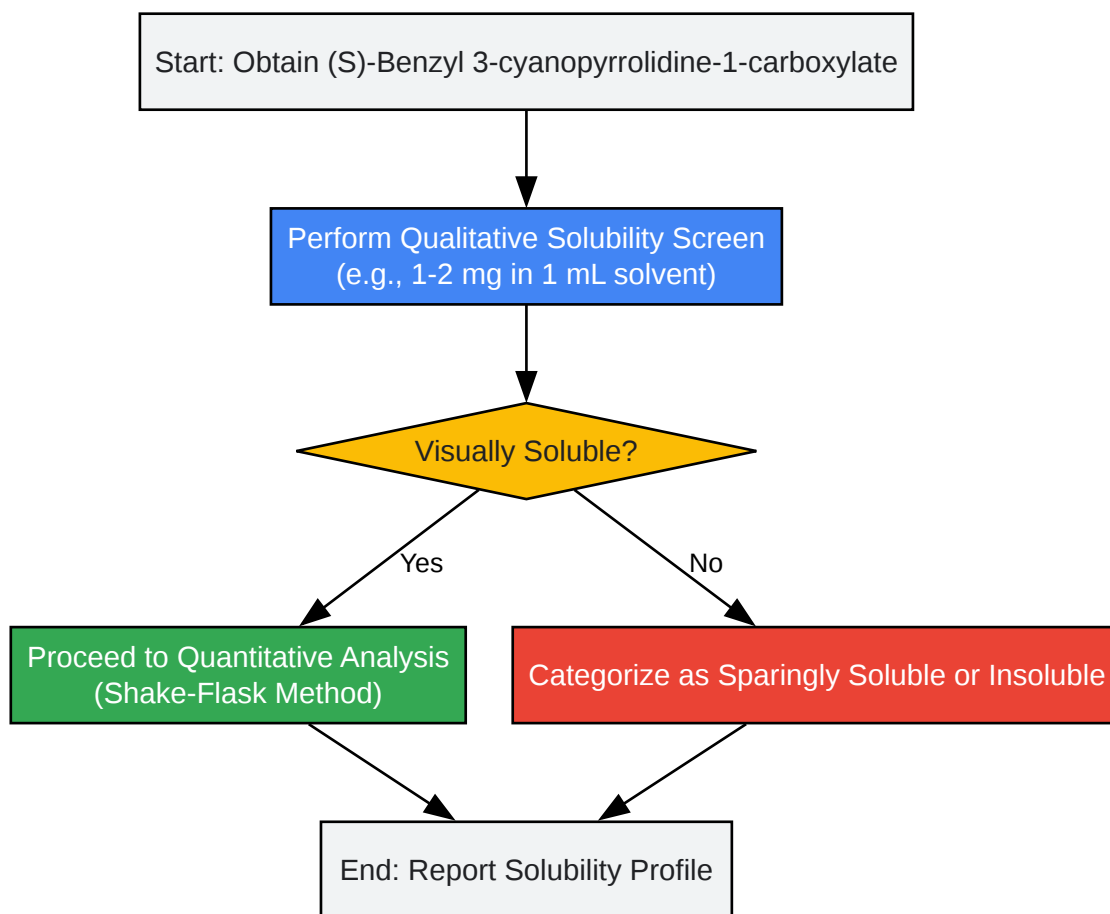 Start: Obtain (S)-Benzyl 3-cyanopyrrolidine-1-carboxylate
Perform Qualitative Solubility Screen
(e.g., 1-2 mg in 1 mL solvent)
Visually Soluble?
Yes
No
Proceed to Quantitative Analysis
(Shake-Flask Method)
Categorize as Sparingly Soluble or Insoluble
End: Report Solubility Profile